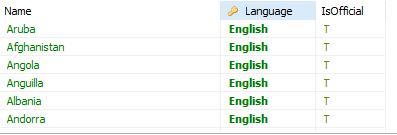 Name Language IsOfficial
Aruba English T
Afghanistan English T
Angola English T
Anguilla English T
Albania English T
Andorra English T